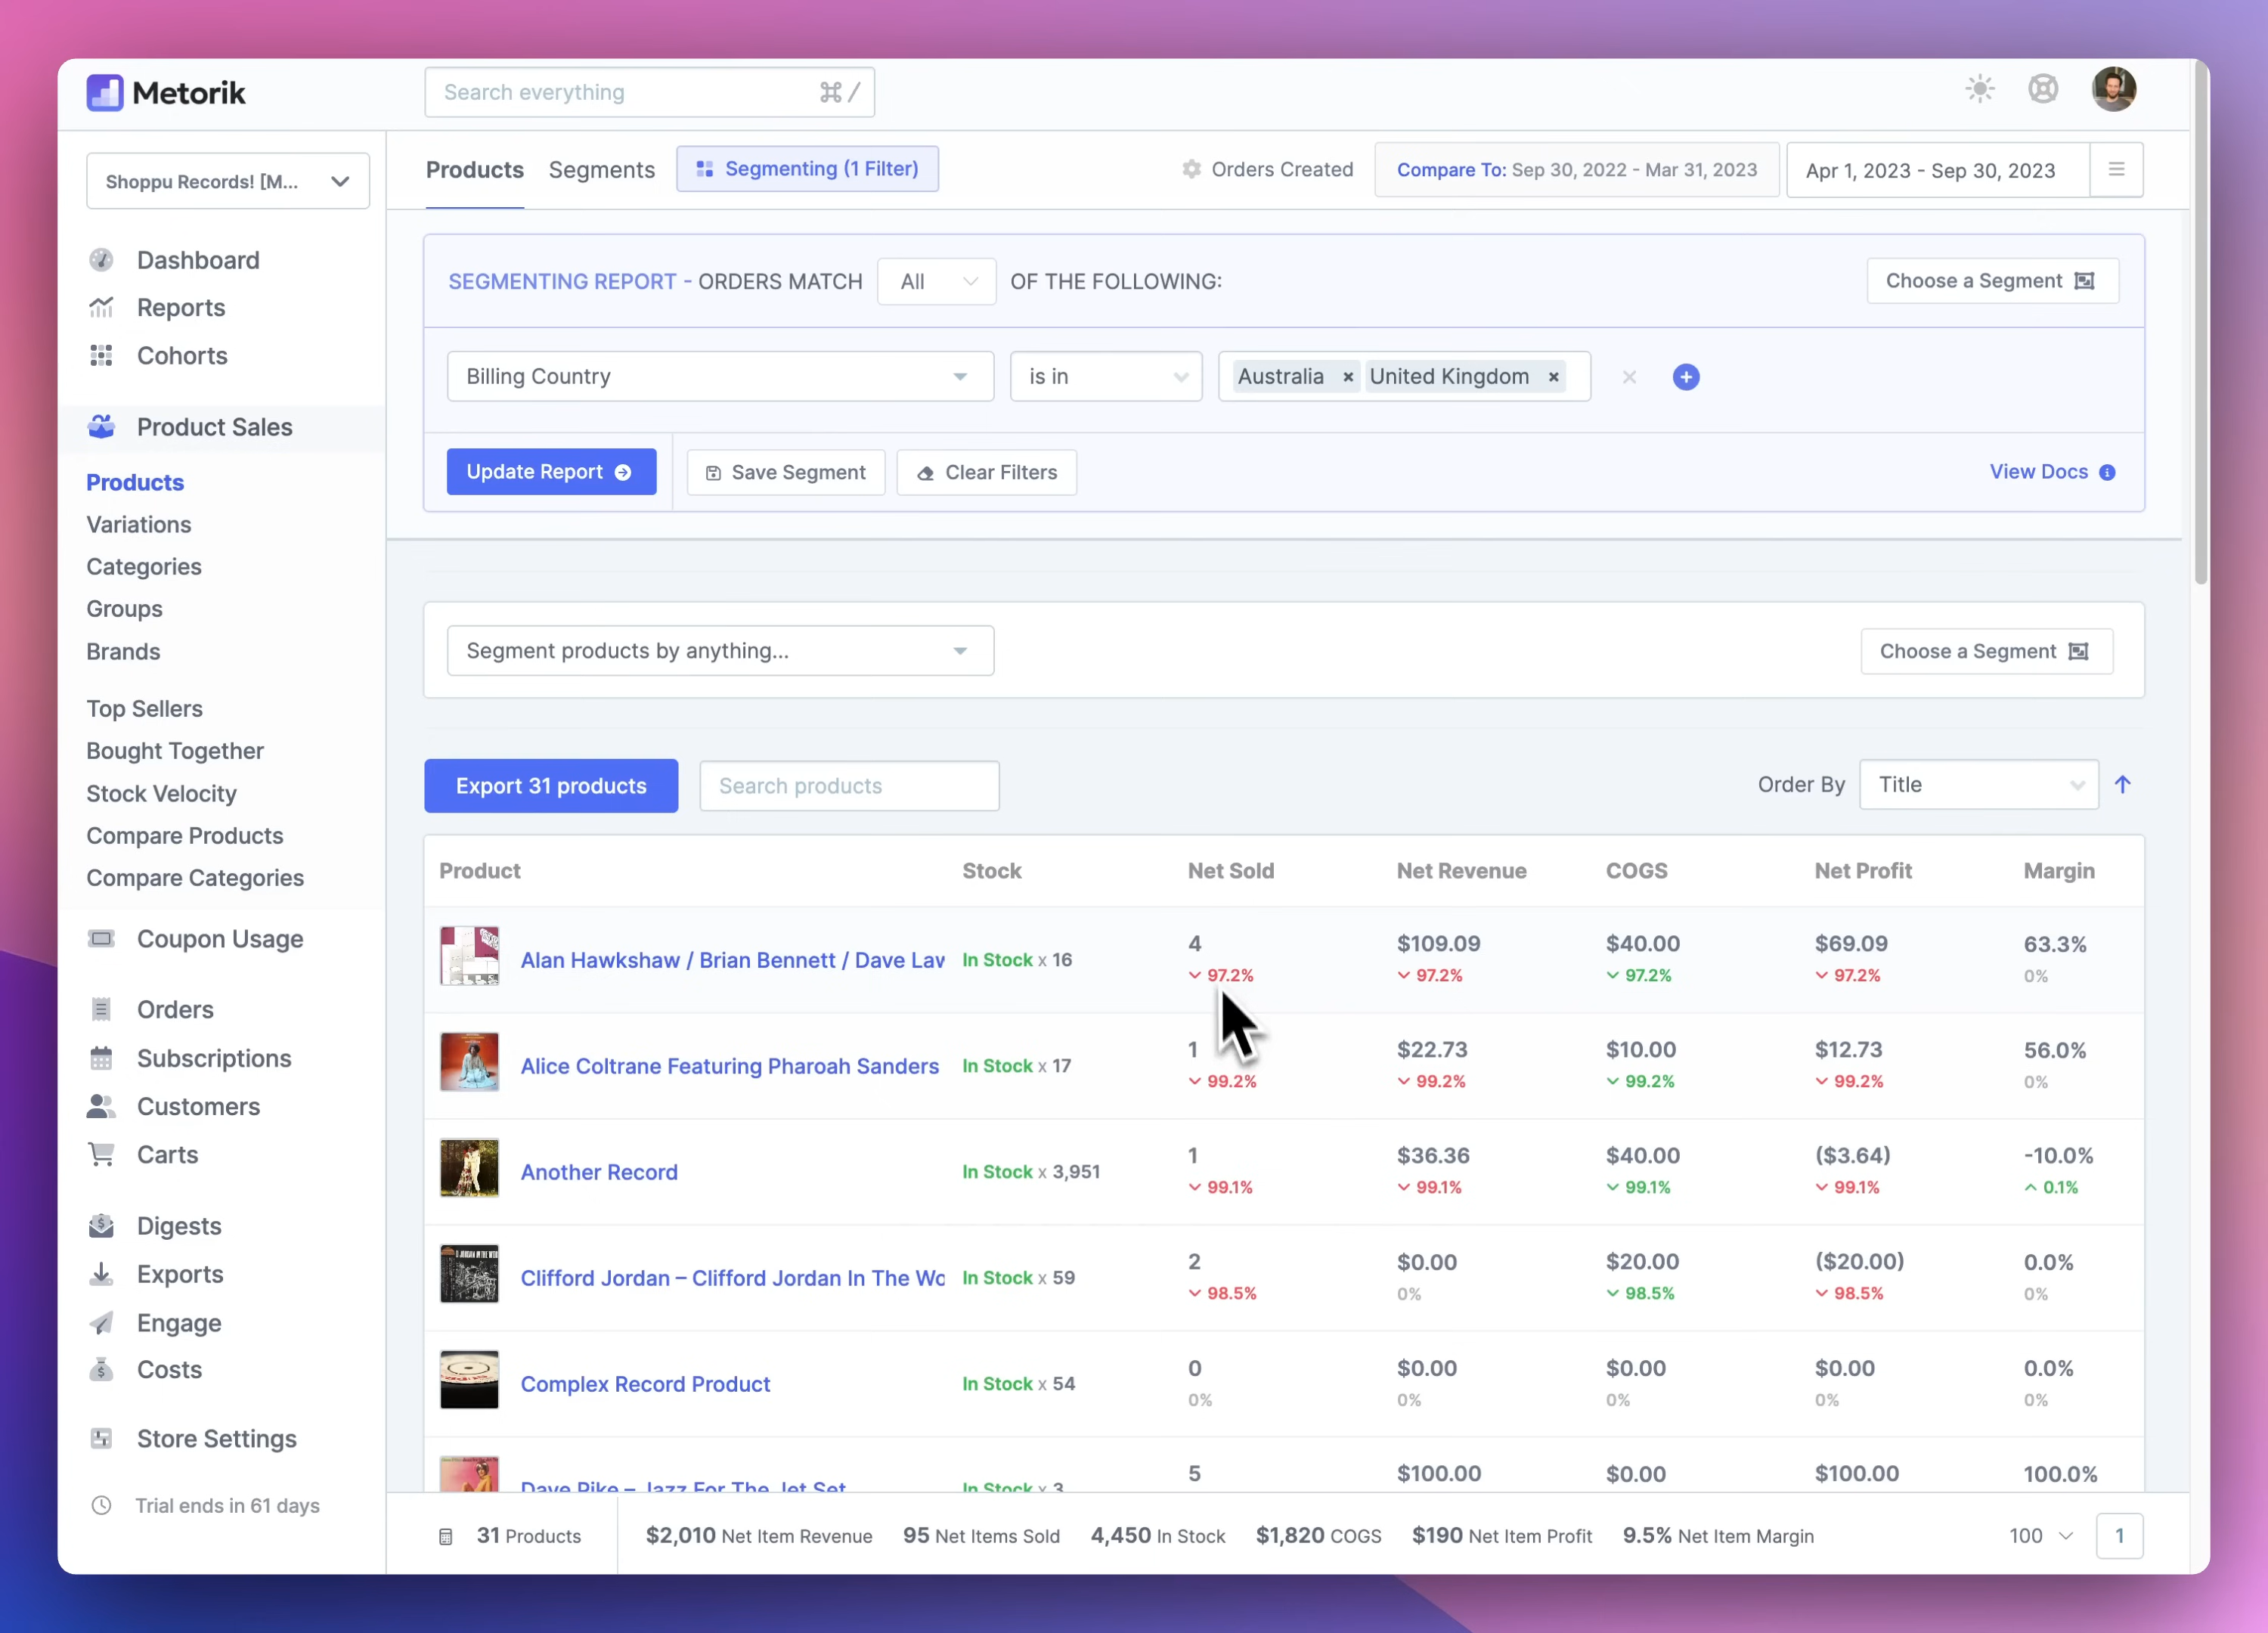 Metorik
Search everything ⌘ /
Shoppu Records! [M...
Products Segments Segmenting (1 Filter) Orders Created Compare To: Sep 30, 2022 - Mar 31, 2023 Apr 1, 2023 - Sep 30, 2023
Dashboard
Reports
Cohorts
Product Sales
Products
Variations
Categories
Groups
Brands
Top Sellers
Bought Together
Stock Velocity
Compare Products
Compare Categories
Coupon Usage
Orders
Subscriptions
Customers
Carts
Digests
Exports
Engage
Costs
Store Settings
Trial ends in 61 days
SEGMENTING REPORT - ORDERS MATCH All OF THE FOLLOWING: Choose a Segment
Billing Country is in Australia × United Kingdom ×
Update Report Save Segment Clear Filters View Docs
Segment products by anything... Choose a Segment
Export 31 products Search products Order By Title
Product Stock Net Sold Net Revenue COGS Net Profit Margin
Alan Hawkshaw / Brian Bennett / Dave Law In Stock x 16 4 $109.09 $40.00 $69.09 63.3%
97.2% 97.2% 97.2% 97.2% 0%
Alice Coltrane Featuring Pharoah Sanders In Stock x 17 1 $22.73 $10.00 $12.73 56.0%
99.2% 99.2% 99.2% 99.2% 0%
Another Record In Stock x 3,951 1 $36.36 $40.00 ($3.64) -10.0%
99.1% 99.1% 99.1% 99.1% 0.1%
Clifford Jordan – Clifford Jordan In The Wo In Stock x 59 2 $0.00 $20.00 ($20.00) 0.0%
98.5% 0% 98.5% 98.5% 0%
Complex Record Product In Stock x 54 0 $0.00 $0.00 $0.00 0.0%
0% 0% 0% 0% 0%
Dave Pike – Jazz For The Jet Set In Stock x 3 5 $100.00 $0.00 $100.00 100.0%
31 Products $2,010 Net Item Revenue 95 Net Items Sold 4,450 In Stock $1,820 COGS $190 Net Item Profit 9.5% Net Item Margin 100 1